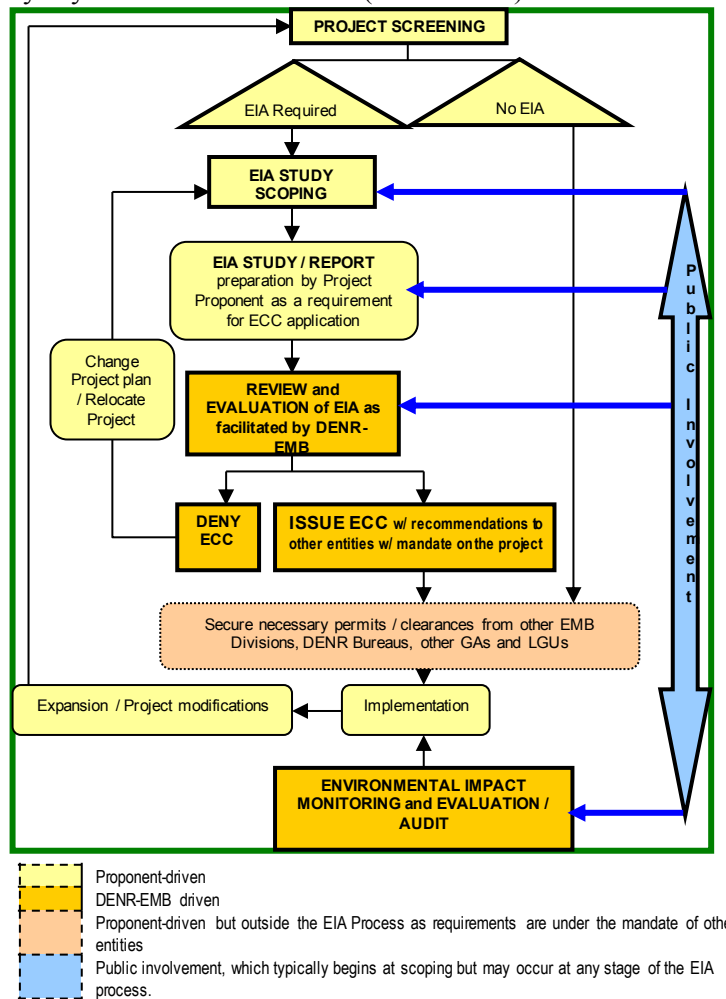 PROJECT SCREENING
EIA Required
No EIA
EIA STUDY
SCOPING
EIA STUDY / REPORT
preparation by Project
Proponent as a requirement
for ECC application
Public Involvement
Change
Project plan
/ Relocate
Project
REVIEW and
EVALUATION of EIA as
facilitated by DENR-
EMB
DENY
ECC
ISSUE ECC w/ recommendations to
other entities w/ mandate on the project
Secure necessary permits / clearances from other EMB
Divisions, DENR Bureaus, other GAs and LGUs
Expansion / Project modifications
Implementation
ENVIRONMENTAL IMPACT
MONITORING and EVALUATION /
AUDIT
Proponent-driven
DENR-EMB driven
Proponent-driven but outside the EIA Process as requirements are under the mandate of othe
entities
Public involvement, which typically begins at scoping but may occur at any stage of the EIA
process.